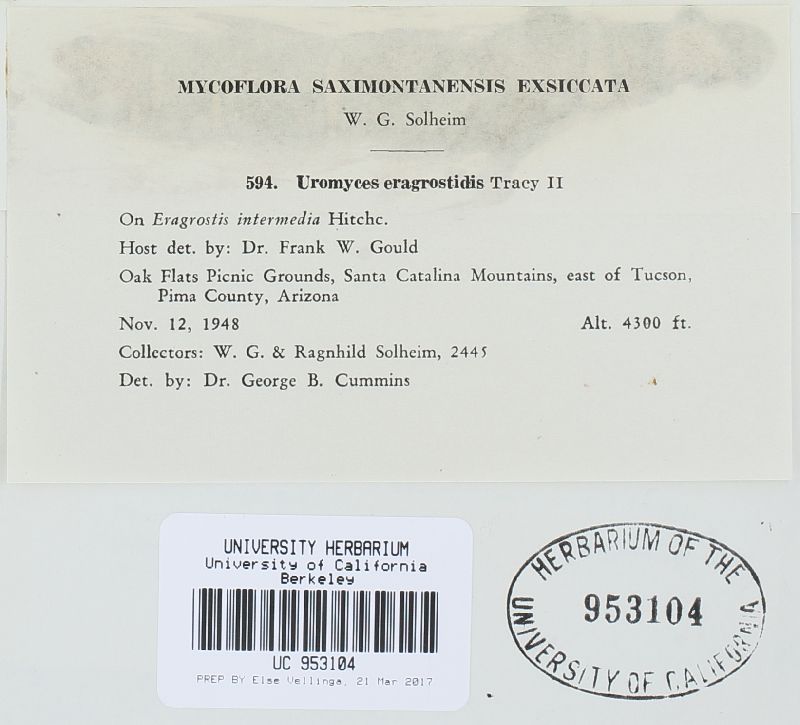 MYCOFLORA SAXIMONTANENSIS EXSICCATA
W. G. Solheim
594. Uromyces eragrostidis Tracy II
On Eragrostis intermedia Hitchc.
Host det. by: Dr. Frank W. Gould
Oak Flats Picnic Grounds, Santa Catalina Mountains, east of Tucson,
Pima County, Arizona
Nov. 12, 1948 Alt. 4300 ft.
Collectors: W. G. & Ragnhild Solheim, 2445
Det. by: Dr. George B. Cummins
UNIVERSITY HERBARIUM
University of California
Berkeley
UC 953104
PREP BY Else Vellinga, 21 Mar 2017
HERBARIUM OF THE
953104
UNIVERSITY OF CALIFORNIA